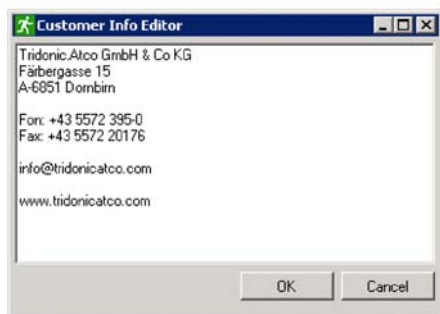 Customer Info Editor
Tridonic.Atco GmbH & Co KG
Färbergasse 15
A-6851 Dornbirn
Fon: +43 5572 395-0
Fax: +43 5572 20176
info@tridonicatco.com
www.tridonicatco.com
OK Cancel